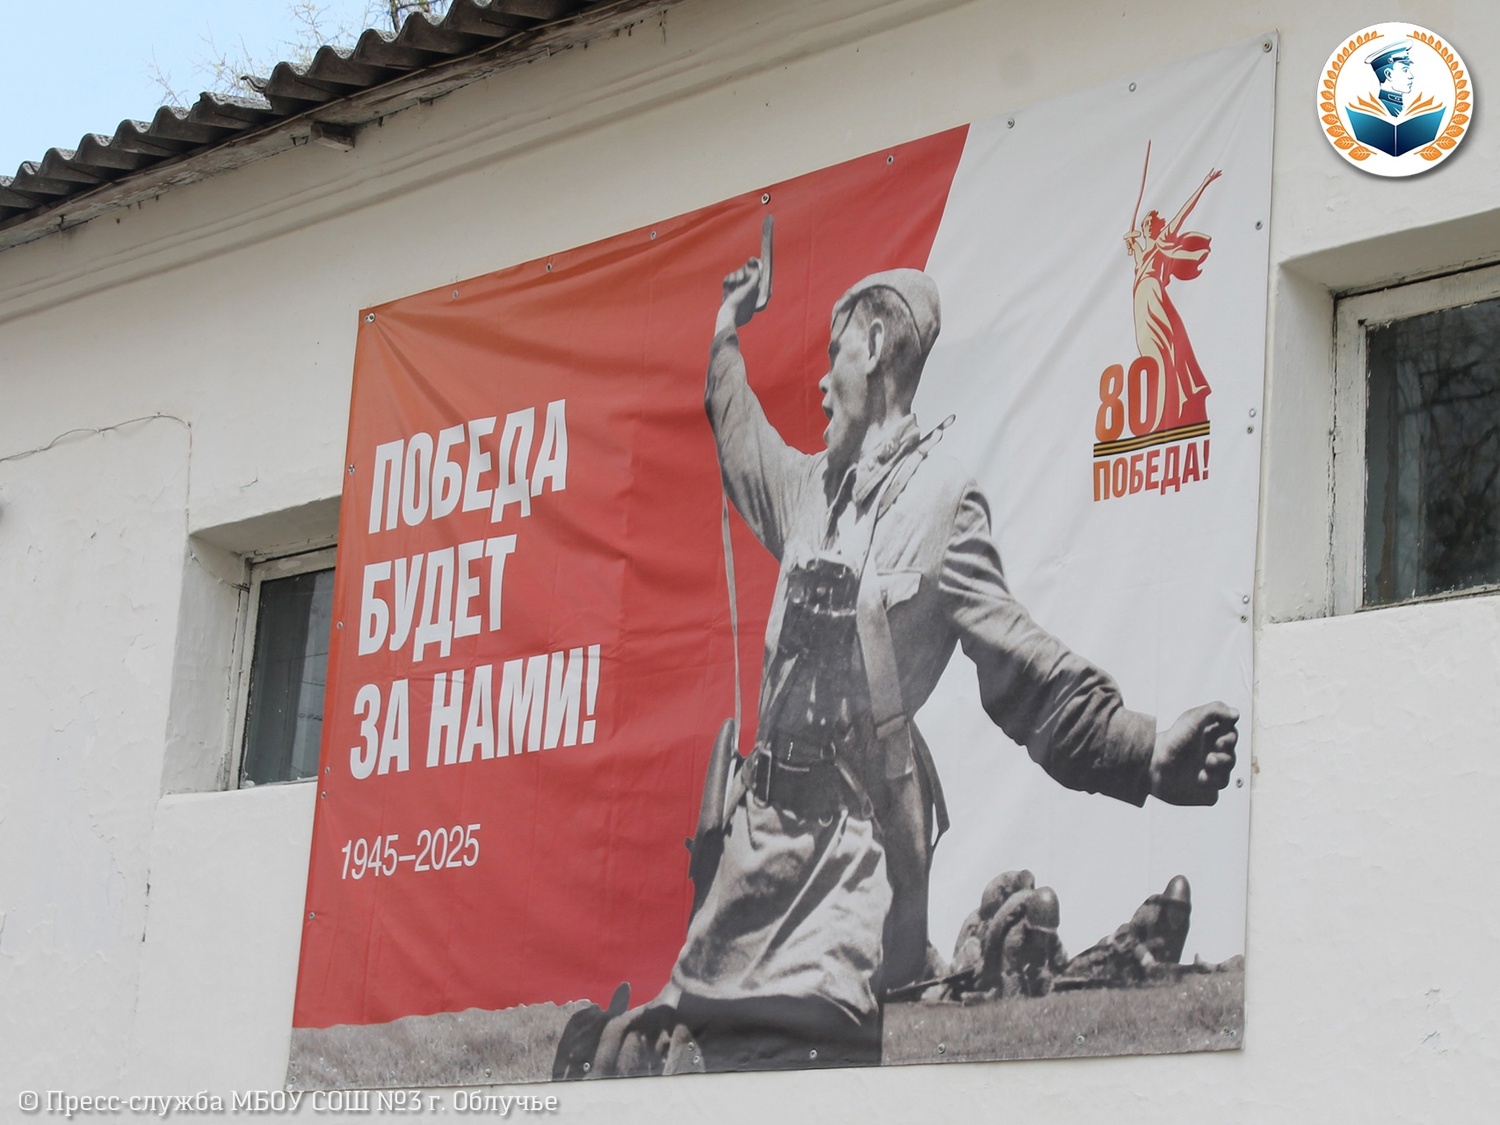 ПОБЕДА
БУДЕТ
ЗА НАМИ!
1945–2025
80
ПОБЕДА!
© Пресс-служба МБОУ СОШ №3 г. Облучье